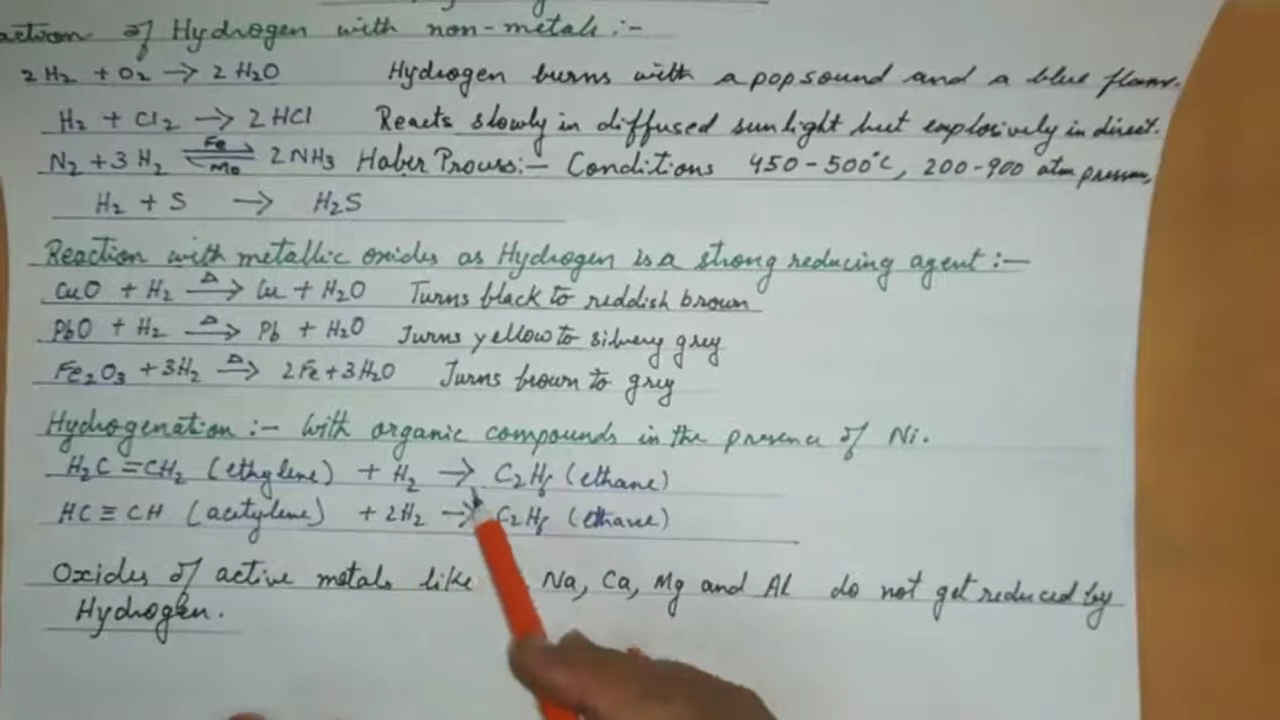 action of Hydrogen with non-metals :-
2H₂ + O₂ → 2H₂O Hydrogen burns with a pop sound and a blue flame.
H₂ + Cl₂ → 2HCl Reacts slowly in diffused sunlight but explosively in direct.
N₂ + 3H₂ ⇌ 2NH₃ Haber Process:- Conditions 450-500°C, 200-900 atm pressure,
Fe
Mo
H₂ + S → H₂S
Reaction with metallic oxides as Hydrogen is a strong reducing agent :-
CuO + H₂ →Δ Cu + H₂O Turns black to reddish brown
PbO + H₂ →Δ Pb + H₂O Turns yellow to silvery grey
Fe₂O₃ + 3H₂ →Δ 2Fe + 3H₂O Turns brown to grey
Hydrogenation :- With organic compounds in the presence of Ni.
H₂C=CH₂ (ethylene) + H₂ → C₂H₆ (ethane)
HC≡CH (acetylene) + 2H₂ → C₂H₆ (ethane)
Oxides of active metals like Na, Ca, Mg and Al do not get reduced by
Hydrogen.